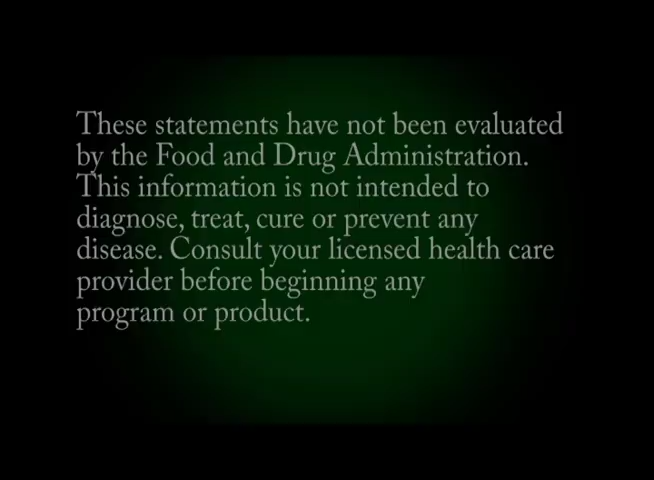 These statements have not been evaluated
by the Food and Drug Administration.
This information is not intended to
diagnose, treat, cure or prevent any
disease. Consult your licensed health care
provider before beginning any
program or product.